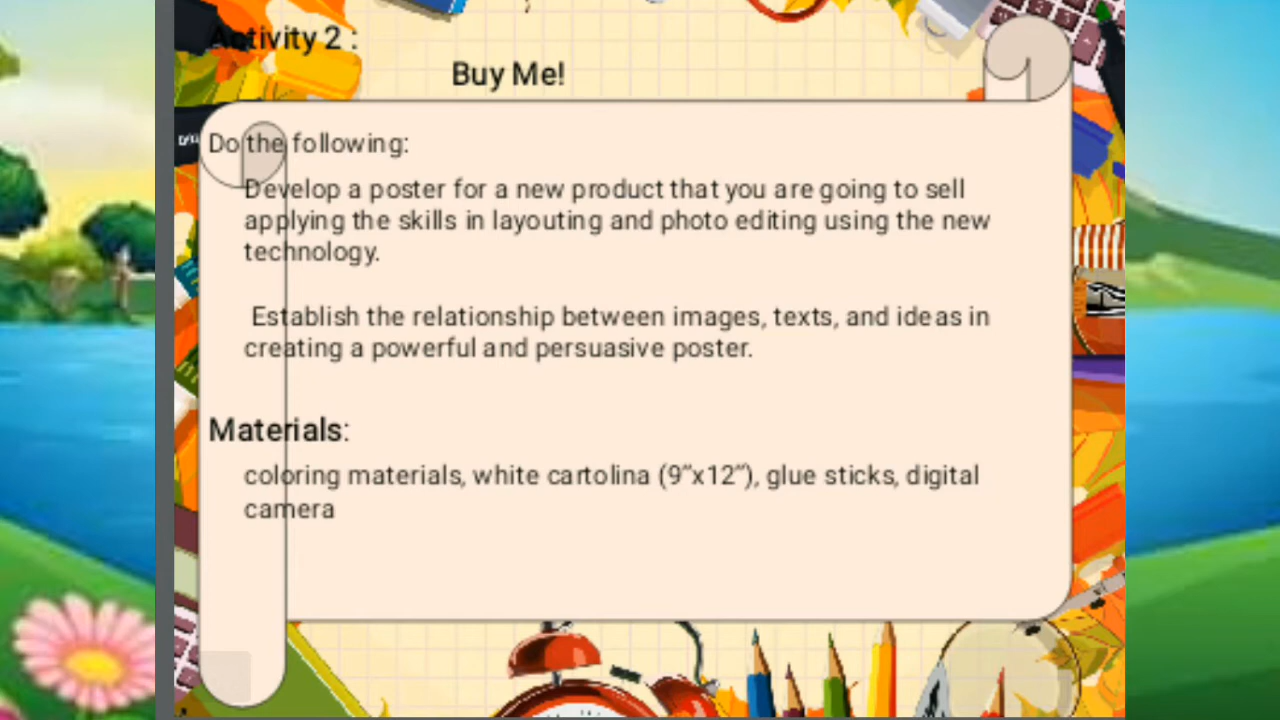 Activity 2 :
Buy Me!
Do the following:
Develop a poster for a new product that you are going to sell
applying the skills in layouting and photo editing using the new
technology.
Establish the relationship between images, texts, and ideas in
creating a powerful and persuasive poster.
Materials:
coloring materials, white cartolina (9”x12”), glue sticks, digital
camera